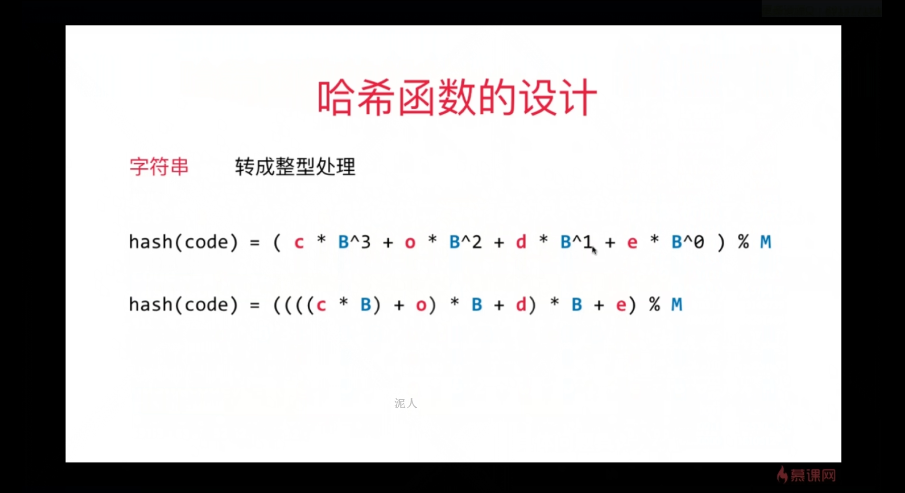 哈希函数的设计
字符串 转成整型处理
hash(code) = ( c * B^3 + o * B^2 + d * B^1 + e * B^0 ) % M
hash(code) = ((((c * B) + o) * B + d) * B + e) % M
泥人
慕课网